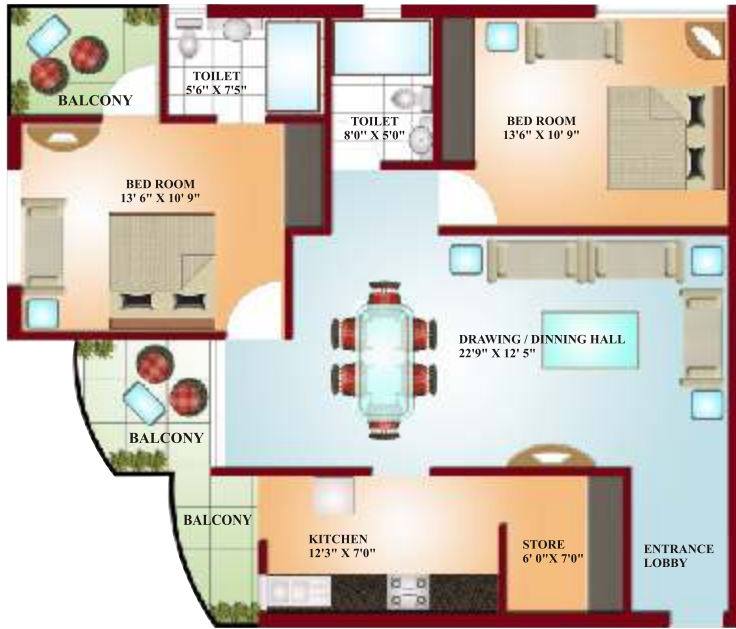 TOILET
5'6" X 7'5"
BALCONY
TOILET
8'0" X 5'0"
BED ROOM
13'6" X 10' 9"
BED ROOM
13' 6" X 10' 9"
DRAWING / DINNING HALL
22'9" X 12' 5"
BALCONY
BALCONY
KITCHEN
12'3" X 7'0"
STORE
6' 0"X 7'0"
ENTRANCE
LOBBY